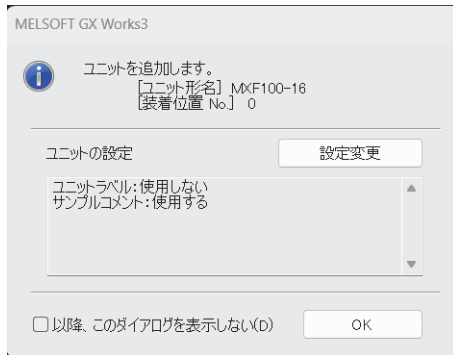 MELSOFT GX Works3
ユニットを追加します。
[ユニット形名] MXF100-16
[装着位置 No.] 0
ユニットの設定
設定変更
ユニットラベル:使用しない
サンプルコメント:使用する
以降、このダイアログを表示しない(D)
OK